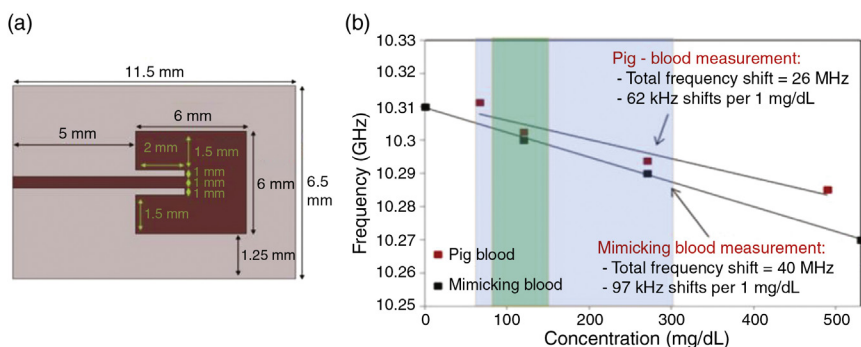 (a)
11.5 mm
6 mm
5 mm
2 mm
1.5 mm
1 mm
1 mm
1 mm
6 mm
6.5
mm
1.5 mm
1.25 mm
(b)
10.33
10.32
10.31
10.3
10.29
10.28
10.27
10.26
10.25
Frequency (GHz)
Pig - blood measurement:
- Total frequency shift = 26 MHz
- 62 kHz shifts per 1 mg/dL
Mimicking blood measurement:
- Total frequency shift = 40 MHz
- 97 kHz shifts per 1 mg/dL
Pig blood
Mimicking blood
0
100
200
300
400
500
Concentration (mg/dL)